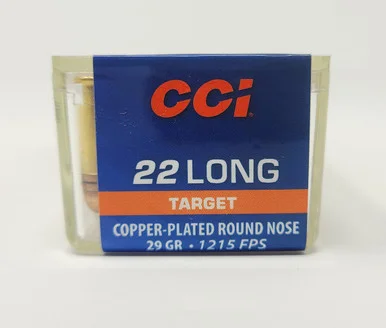 CCi
22 LONG
TARGET
COPPER-PLATED ROUND NOSE
29 GR • 1215 FPS